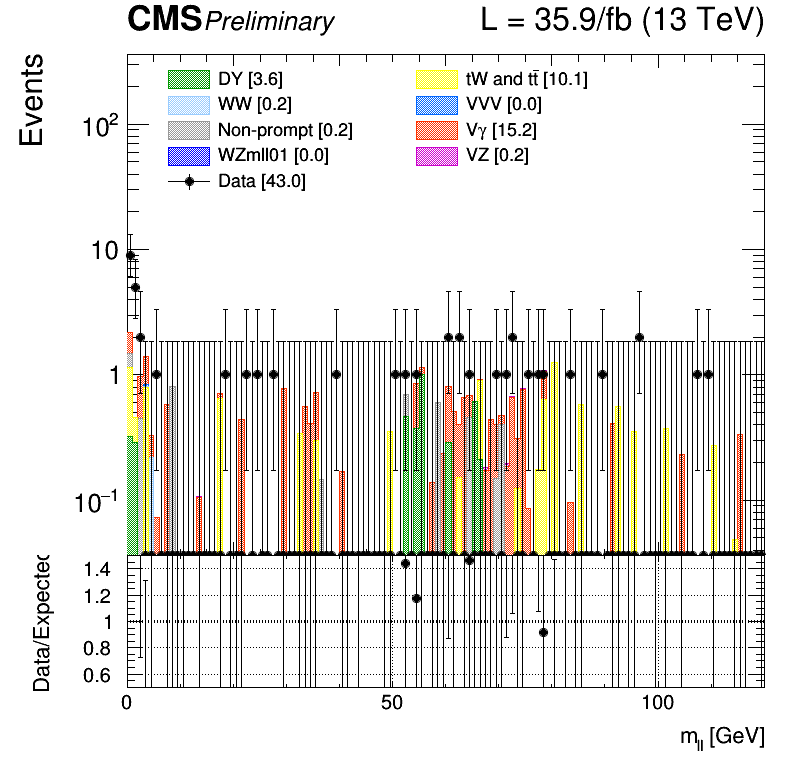 CMS Preliminary L = 35.9/fb (13 TeV)
Events
DY [3.6]
tW and tt̄ [10.1]
WW [0.2]
VVV [0.0]
Non-prompt [0.2]
Vγ [15.2]
WZmll01 [0.0]
VZ [0.2]
Data [43.0]
10²
10
1
10⁻¹
Data/Expected
1.4
1.2
1
0.8
0.6
0 50 100
m_ll [GeV]